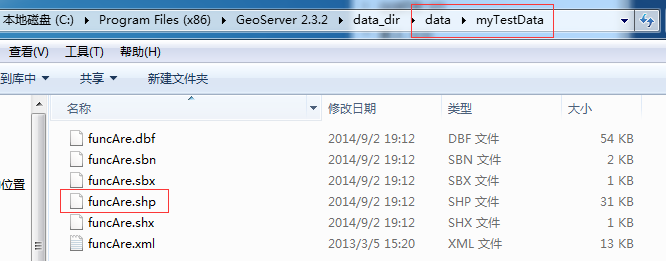 本地磁盘 (C:) ▸ Program Files (x86) ▸ GeoServer 2.3.2 ▸ data_dir ▸ data ▸ myTestData
查看(V) 工具(T) 帮助(H)
到库中 共享 新建文件夹
名称 修改日期 类型 大小
funcAre.dbf 2014/9/2 19:12 DBF 文件 54 KB
funcAre.sbn 2014/9/2 19:12 SBN 文件 2 KB
funcAre.sbx 2014/9/2 19:12 SBX 文件 1 KB
位置
funcAre.shp 2014/9/2 19:12 SHP 文件 31 KB
funcAre.shx 2014/9/2 19:12 SHX 文件 1 KB
funcAre.xml 2013/3/5 15:20 XML 文件 13 KB